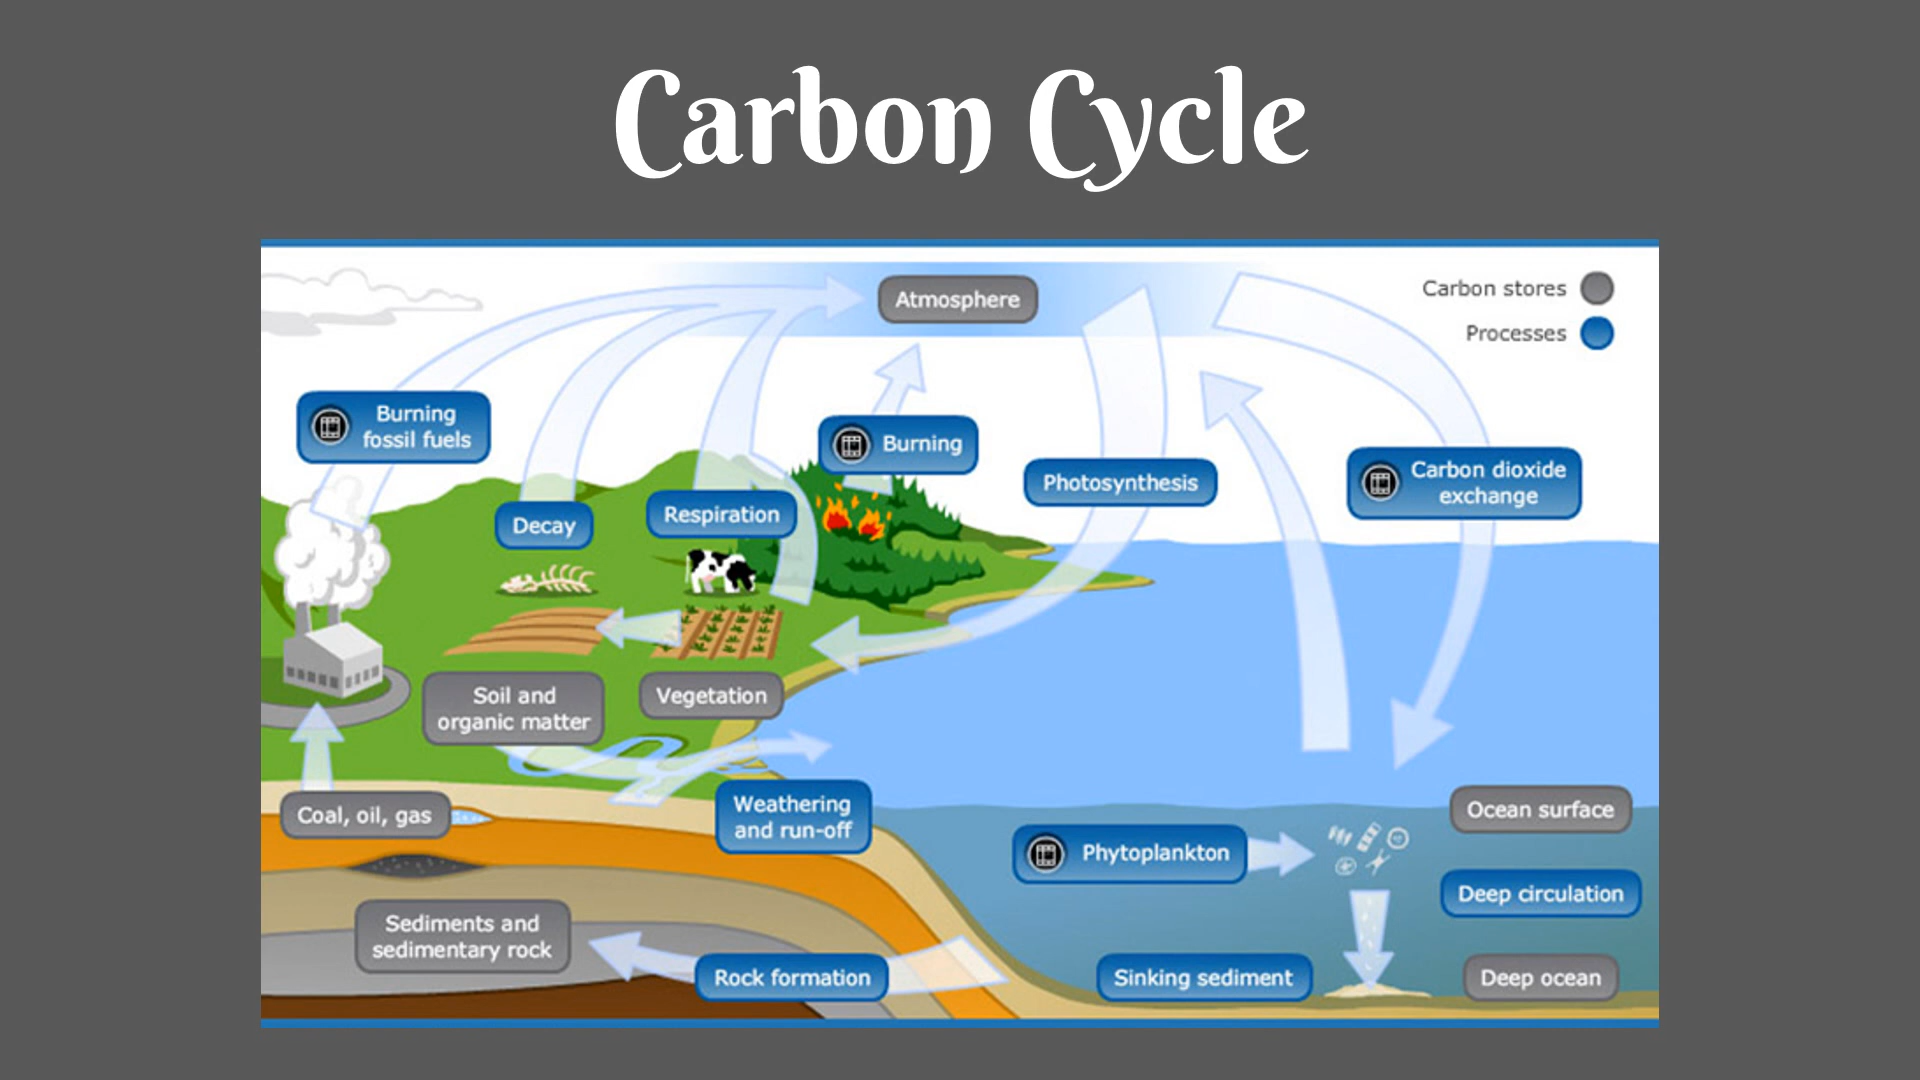 Carbon Cycle
Atmosphere
Carbon stores
Processes
Burning
fossil fuels
Burning
Photosynthesis
Carbon dioxide
exchange
Decay
Respiration
Soil and
organic matter
Vegetation
Coal, oil, gas
Weathering
and run-off
Ocean surface
Phytoplankton
Deep circulation
Sediments and
sedimentary rock
Rock formation
Sinking sediment
Deep ocean